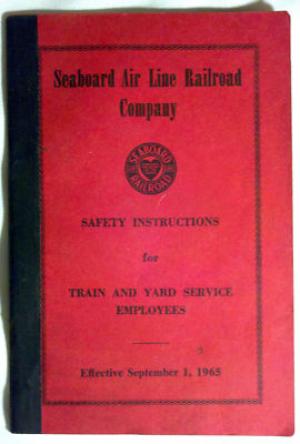 Seaboard Air Line Railroad
Company
SEABOARD
RAILROAD
SAFETY INSTRUCTIONS
for
TRAIN AND YARD SERVICE
EMPLOYEES
Effective September 1, 1965